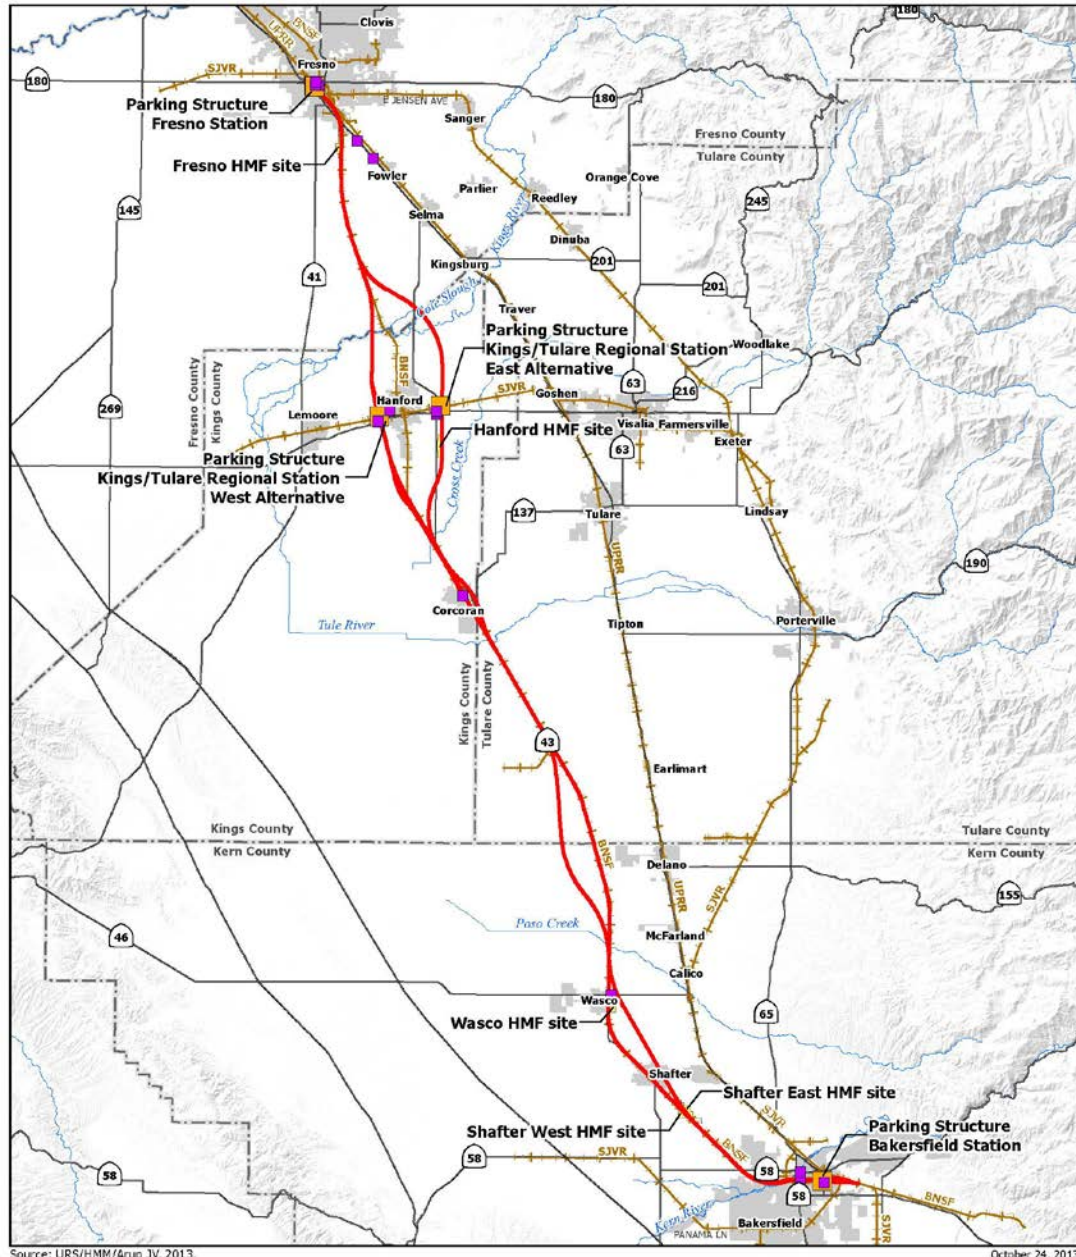 180
BNSF
Clovis
UPRR
Fresno
SJVR
180
Parking Structure
Fresno Station
E JENSEN AVE
180
Sanger
Fresno County
Tulare County
Fresno HMF site
Fowler
Parlier
Orange Cove
Reedley
145
Selma
Kings River
245
Dinuba
Kingsburg
201
41
201
Cole Slough
Traver
Parking Structure
Kings/Tulare Regional Station
East Alternative
Woodlake
Fresno County
Kings County
BNSF
63
216
SJVR
Goshen
269
Hanford
Lemoore
Visalia
Farmersville
Hanford HMF site
Exeter
63
Parking Structure
Kings/Tulare Regional Station
West Alternative
Cross Creek
137
Tulare
Lindsay
UPRR
190
Corcoran
Tule River
Tipton
Porterville
Kings County
Tulare County
43
Earlimart
Kings County
Kern County
Tulare County
Kern County
BNSF
Delano
UPRR
SJVR
155
Poso Creek
46
McFarland
Calico
Wasco
65
Wasco HMF site
Shafter
Shafter East HMF site
SJVR
Shafter West HMF site
Parking Structure
Bakersfield Station
BNSF
58
SJVR
58
58
58
Kern River
BNSF
Bakersfield
PANAMA LN
SJVR
Source: URS/HMM/Arup JV, 2013.